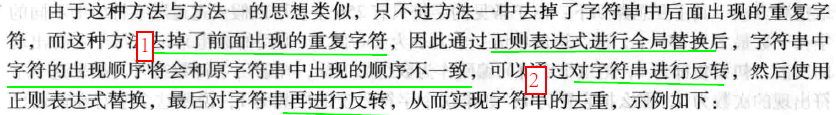 由于这种方法与方法一的思想类似，只不过方法一中去掉了字符串中后面出现的重复字
符，而这种方法去掉了前面出现的重复字符，因此通过正则表达式进行全局替换后，字符串中
字符的出现顺序将会和原字符串中出现的顺序不一致，可以通过对字符串进行反转，然后使用
正则表达式替换，最后对字符串再进行反转，从而实现字符串的去重，示例如下：
1
2